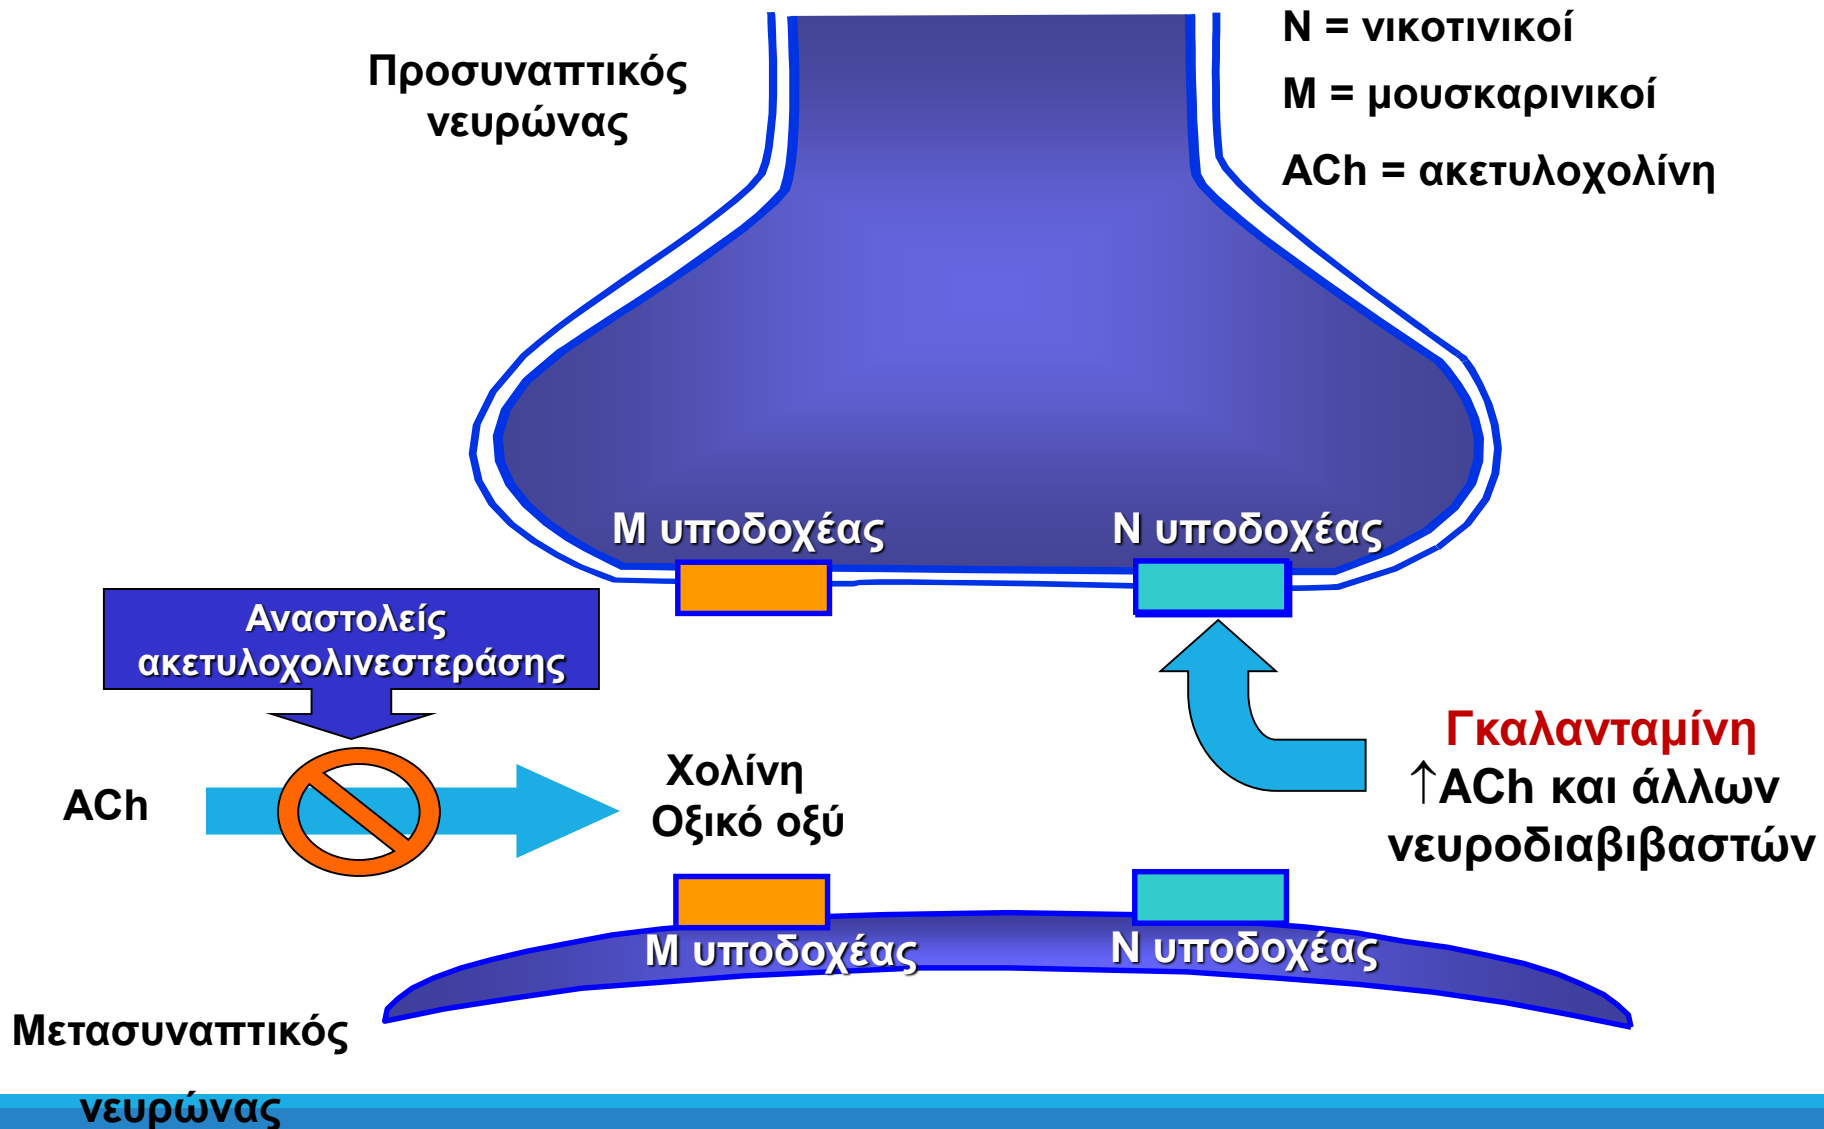 Προσυναπτικός
νευρώνας
N = νικοτινικοί
M = μουσκαρινικοί
ACh = ακετυλοχολίνη
Μ υποδοχέας
Ν υποδοχέας
Αναστολείς
ακετυλοχολινεστεράσης
ACh
Χολίνη
Οξικό οξύ
Γκαλανταμίνη
↑ACh και άλλων
νευροδιαβιβαστών
Μ υποδοχέας
Ν υποδοχέας
Μετασυναπτικός
νευρώνας